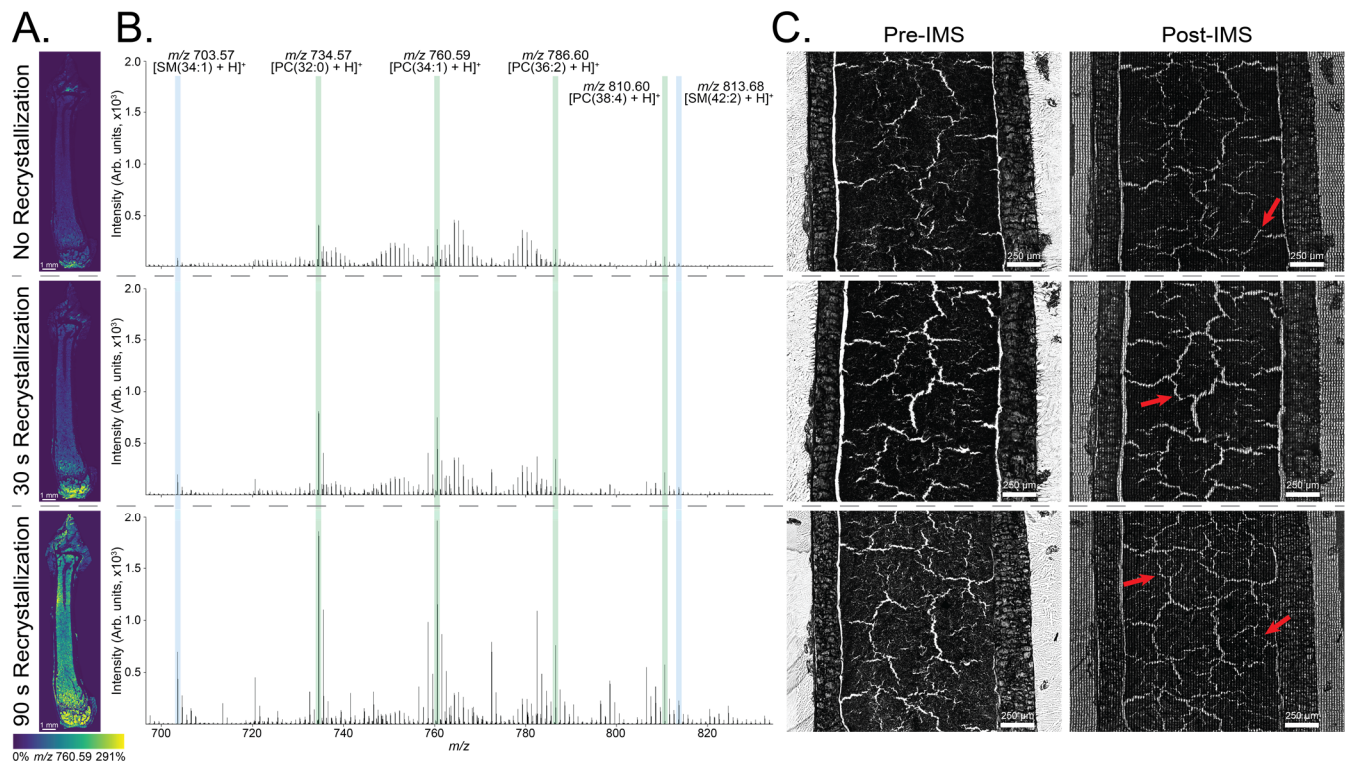 A.
B.
C.
Pre-IMS
Post-IMS
No Recrystallization
1 mm
Intensity (Arb. units, x10³)
2.0
1.5
1.0
0.5
m/z 703.57
[SM(34:1) + H]⁺
m/z 734.57
[PC(32:0) + H]⁺
m/z 760.59
[PC(34:1) + H]⁺
m/z 786.60
[PC(36:2) + H]⁺
m/z 810.60
[PC(38:4) + H]⁺
m/z 813.68
[SM(42:2) + H]⁺
250 µm
250 µm
30 s Recrystallization
1 mm
Intensity (Arb. units, x10³)
2.0
1.5
1.0
0.5
250 µm
250 µm
90 s Recrystallization
1 mm
Intensity (Arb. units, x10³)
2.0
1.5
1.0
0.5
250 µm
250 µm
700 720 740 760 780 800 820
m/z
0% m/z 760.59 291%